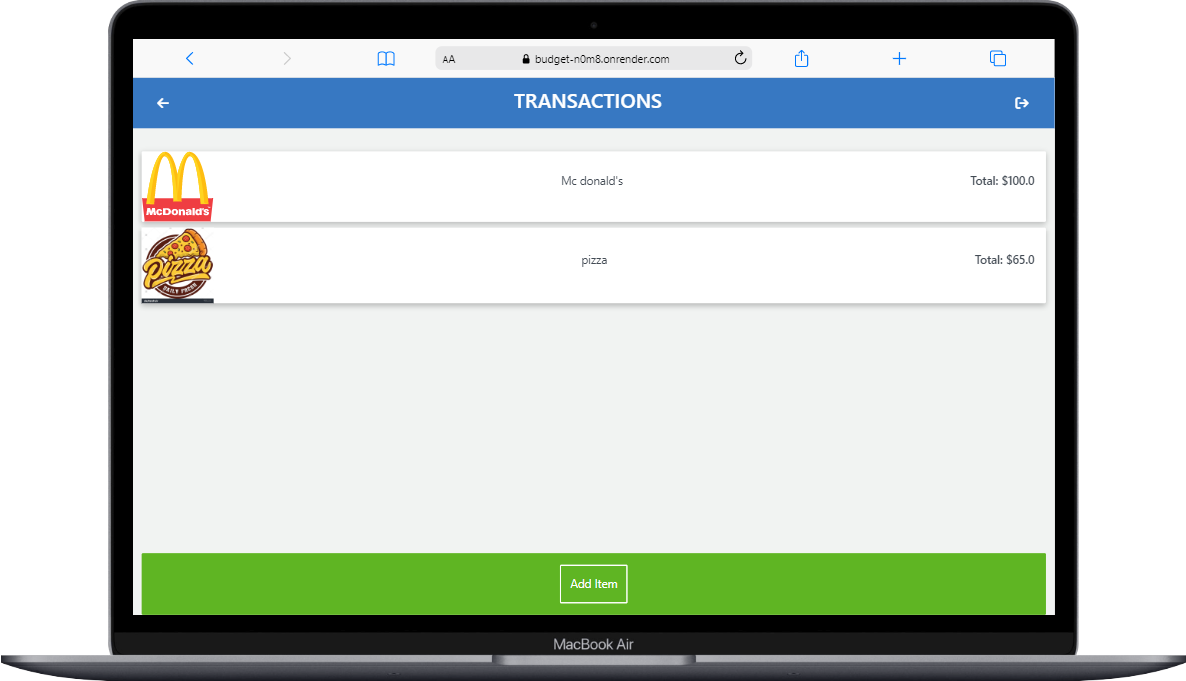 AA budget-n0m8.onrender.com
TRANSACTIONS
McDonald's
Mc donald's
Total: $100.0
Pizza
DAILY FRESH
pizza
Total: $65.0
Add Item
MacBook Air